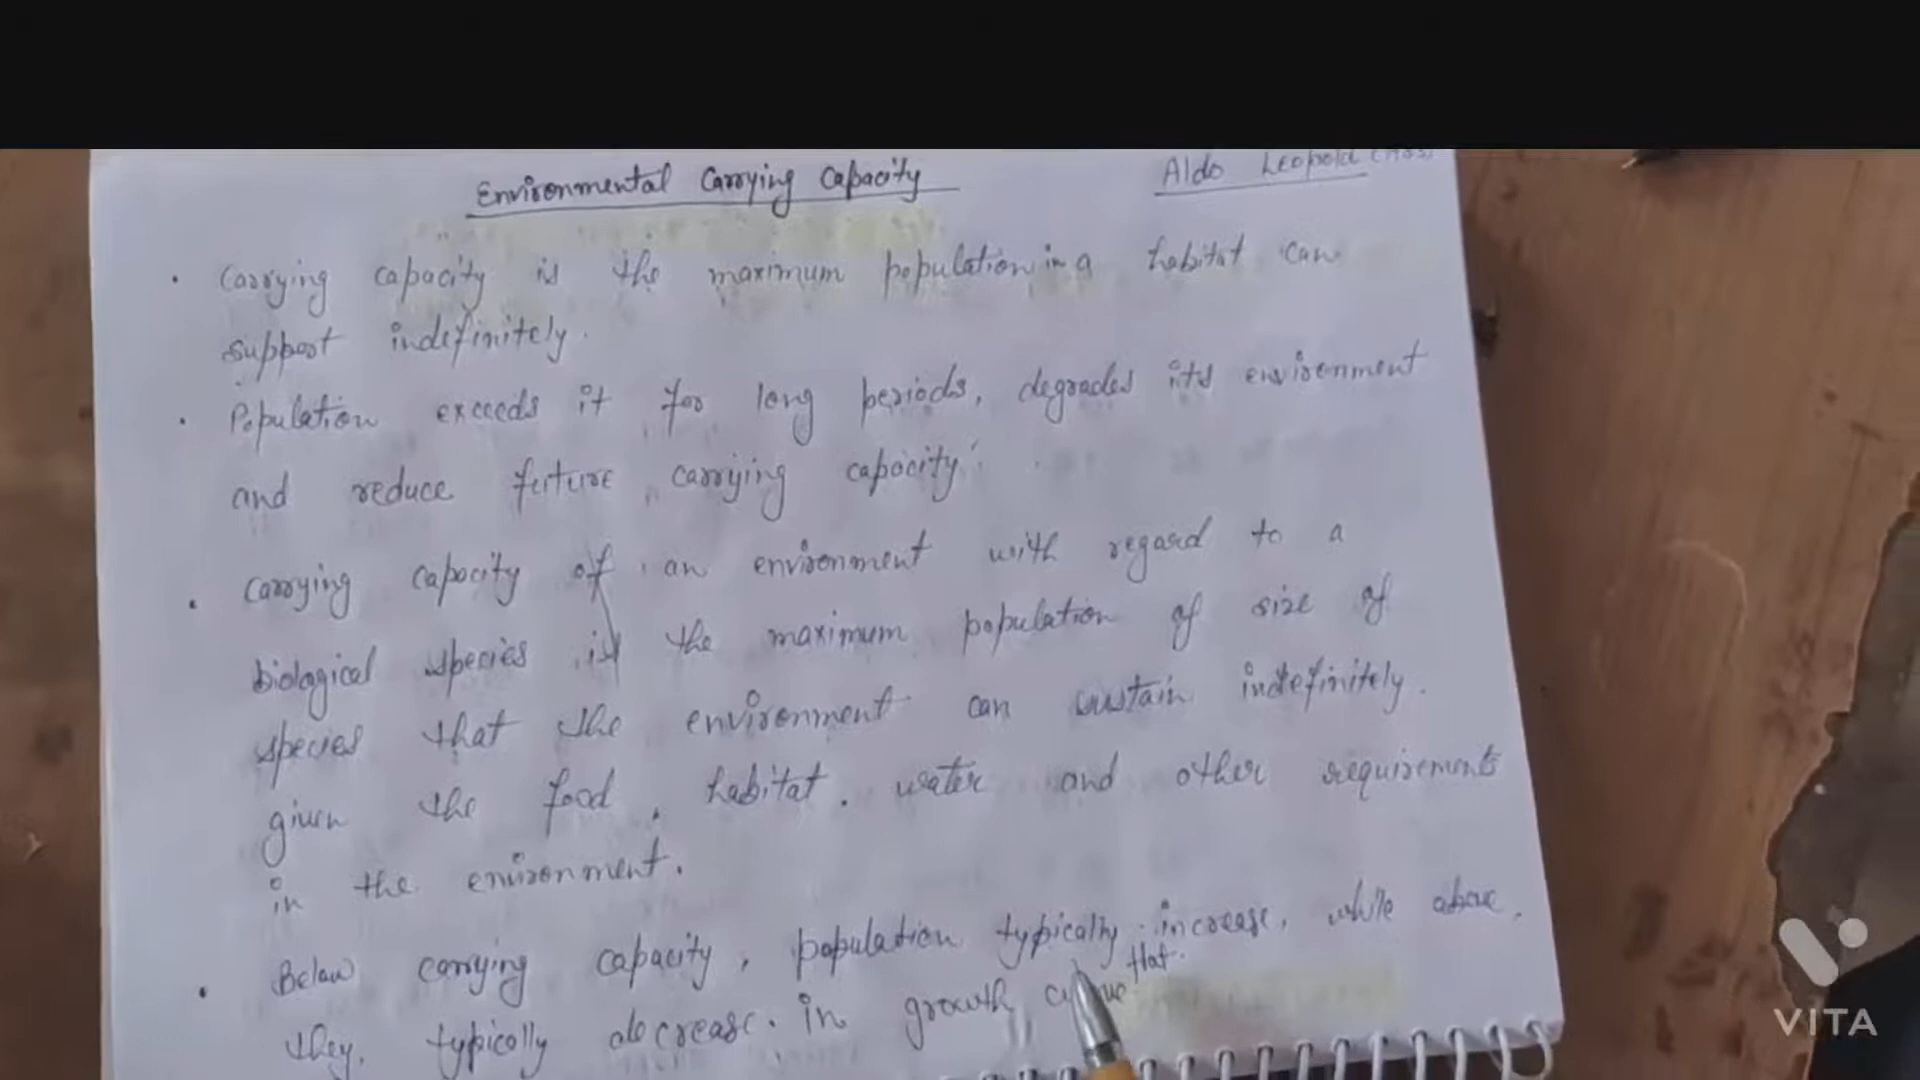 Environmental Carrying Capacity
Aldo Leopold
• Carrying capacity is the maximum population in a habitat can
support indefinitely.
• Population exceeds it for long periods, degrades its environment
and reduce future carrying capacity.
• Carrying capacity of an environment with regard to a
biological species is the maximum population of size of
species that the environment can sustain indefinitely.
given the food, habitat, water and other requirements
in the environment.
• Below carrying capacity, population typically increase, while above,
that.
they typically decrease. in growth curve
VITA